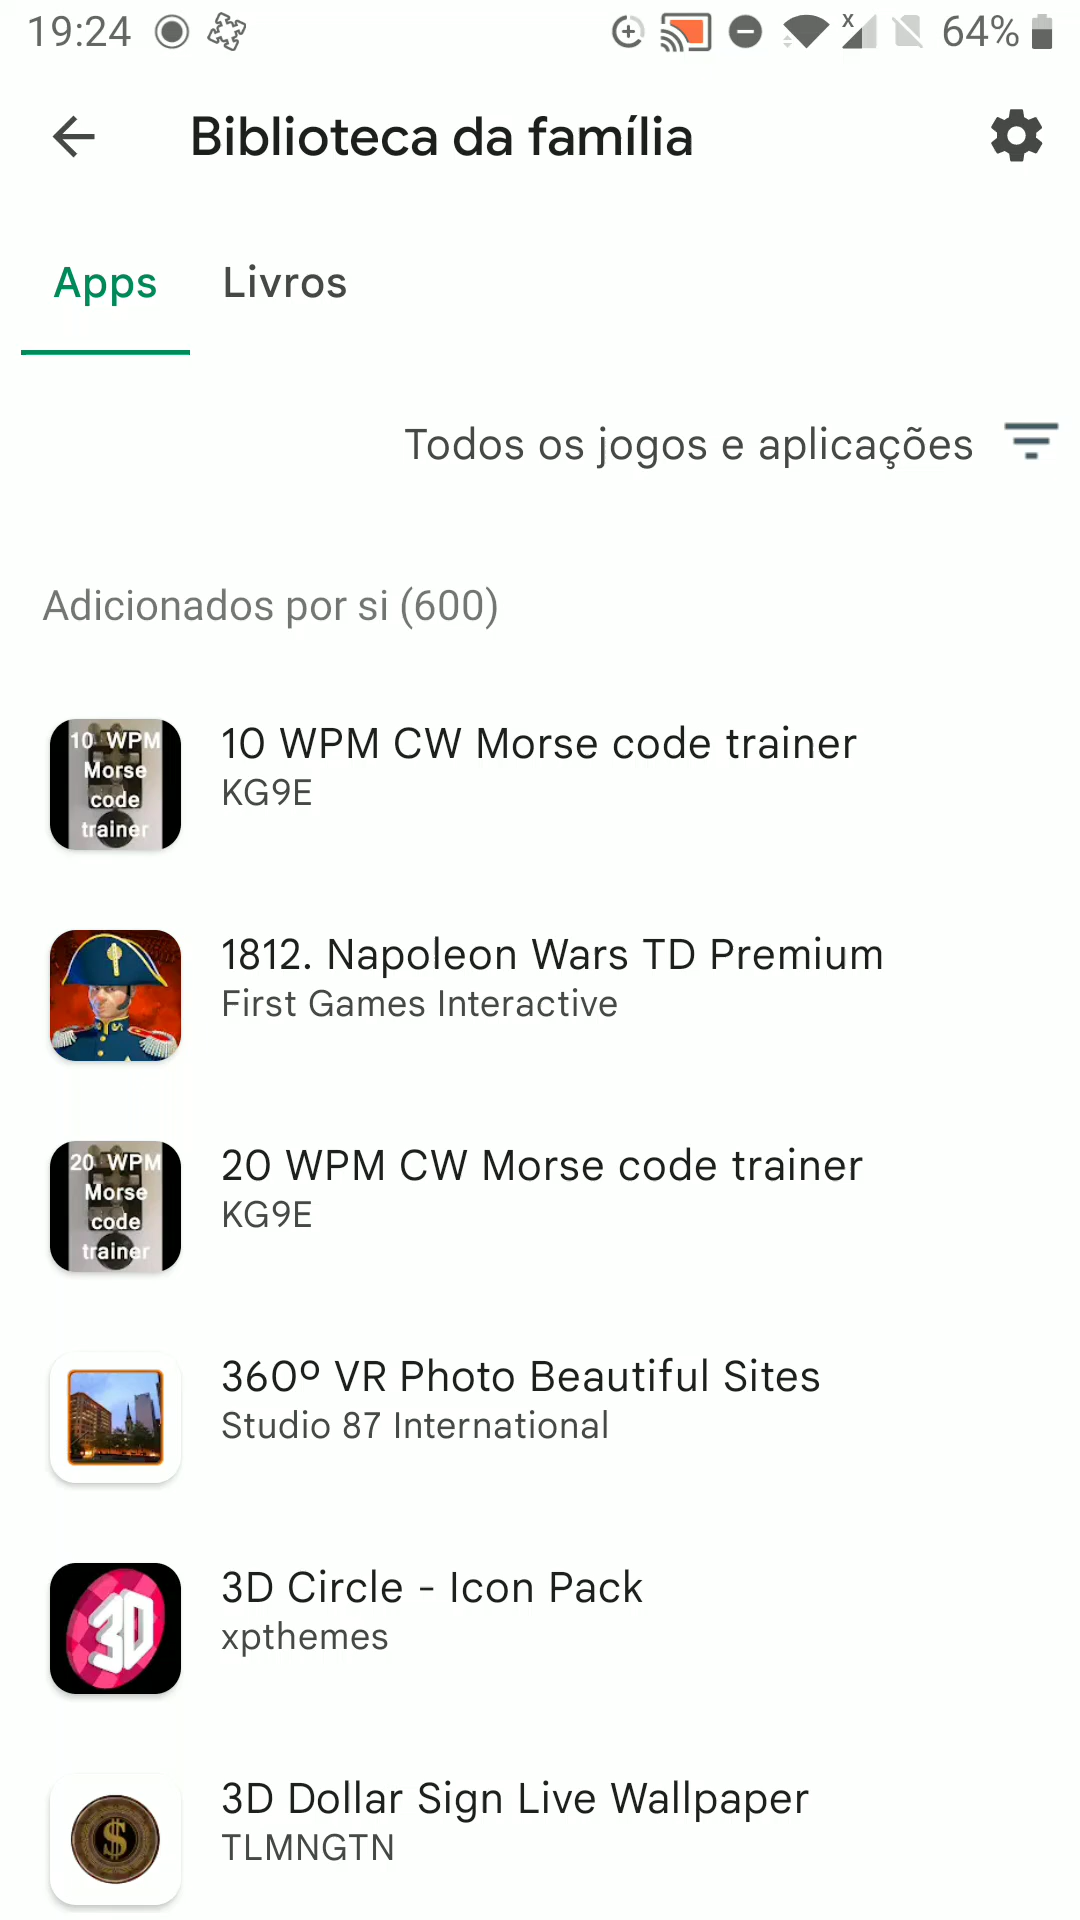 19:24
64%
Biblioteca da família
Apps
Livros
Todos os jogos e aplicações
Adicionados por si (600)
10 WPM
Morse
code
trainer
10 WPM CW Morse code trainer
KG9E
1812. Napoleon Wars TD Premium
First Games Interactive
20 WPM
Morse
code
trainer
20 WPM CW Morse code trainer
KG9E
360º VR Photo Beautiful Sites
Studio 87 International
3D
3D Circle - Icon Pack
xpthemes
$
3D Dollar Sign Live Wallpaper
TLMNGTN